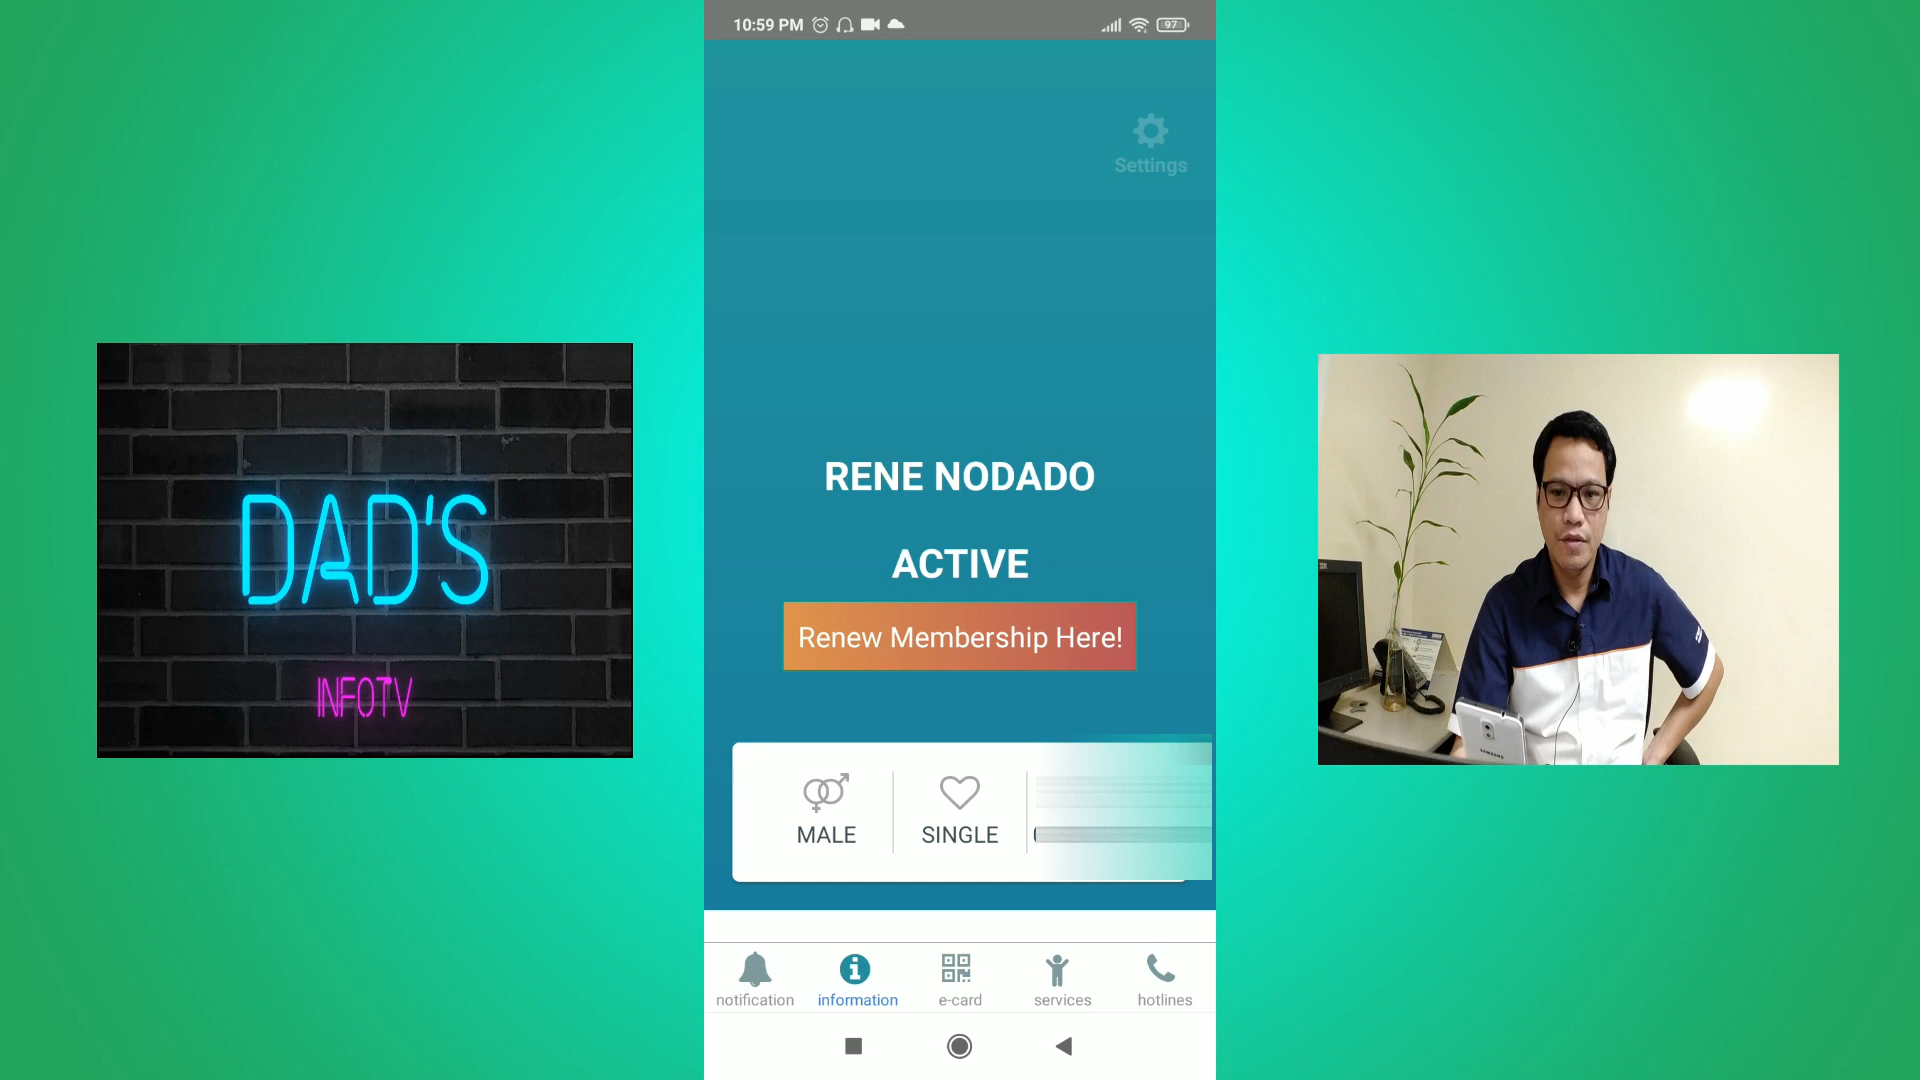 10:59 PM
97
Settings
RENE NODADO
ACTIVE
Renew Membership Here!
MALE
SINGLE
notification
information
e-card
services
hotlines
DAD'S
INFOTV
SAMSUNG